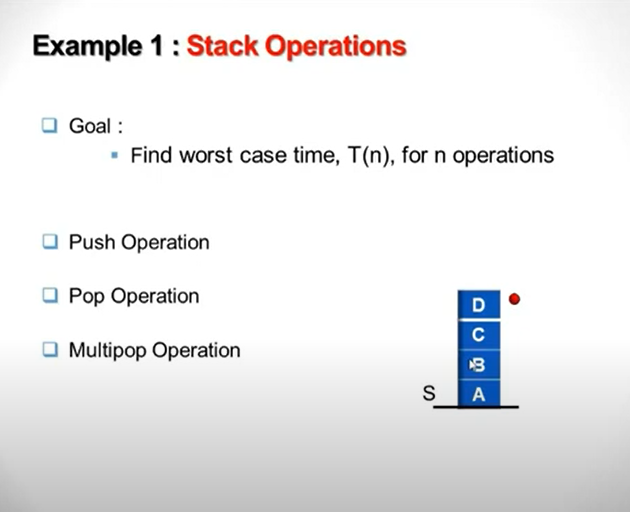 Example 1 : Stack Operations
Goal :
Find worst case time, T(n), for n operations
Push Operation
Pop Operation
Multipop Operation
D
C
B
S A